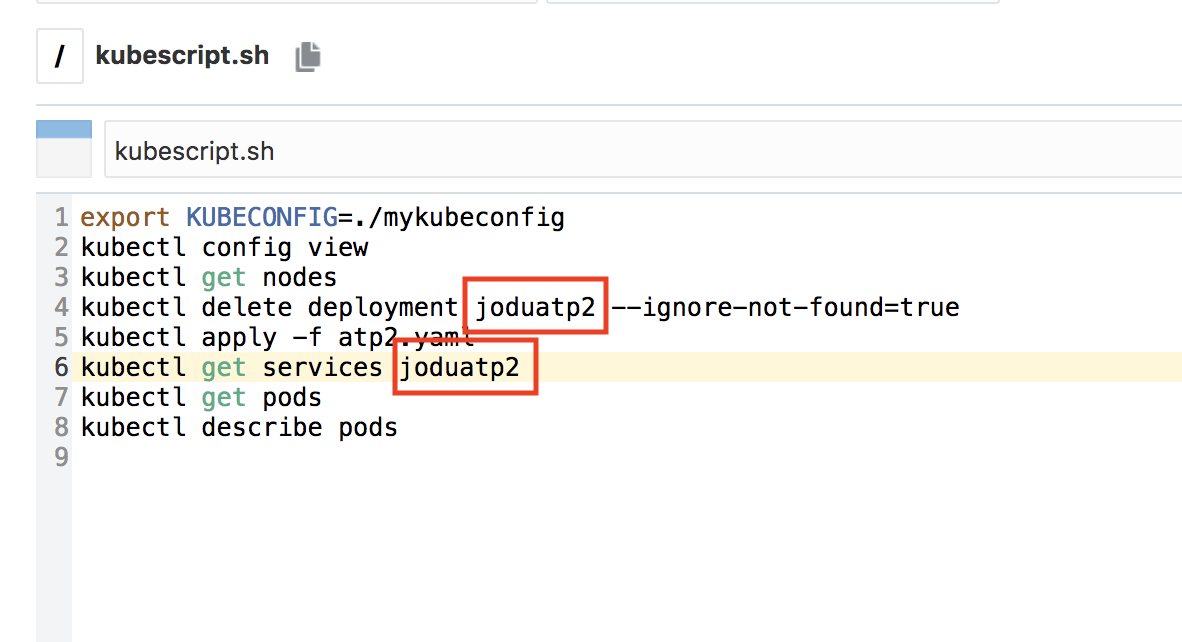 / kubescript.sh
kubescript.sh
1 export KUBECONFIG=./mykubeconfig
2 kubectl config view
3 kubectl get nodes
4 kubectl delete deployment joduatp2 --ignore-not-found=true
5 kubectl apply -f atp2.yaml
6 kubectl get services joduatp2
7 kubectl get pods
8 kubectl describe pods
9